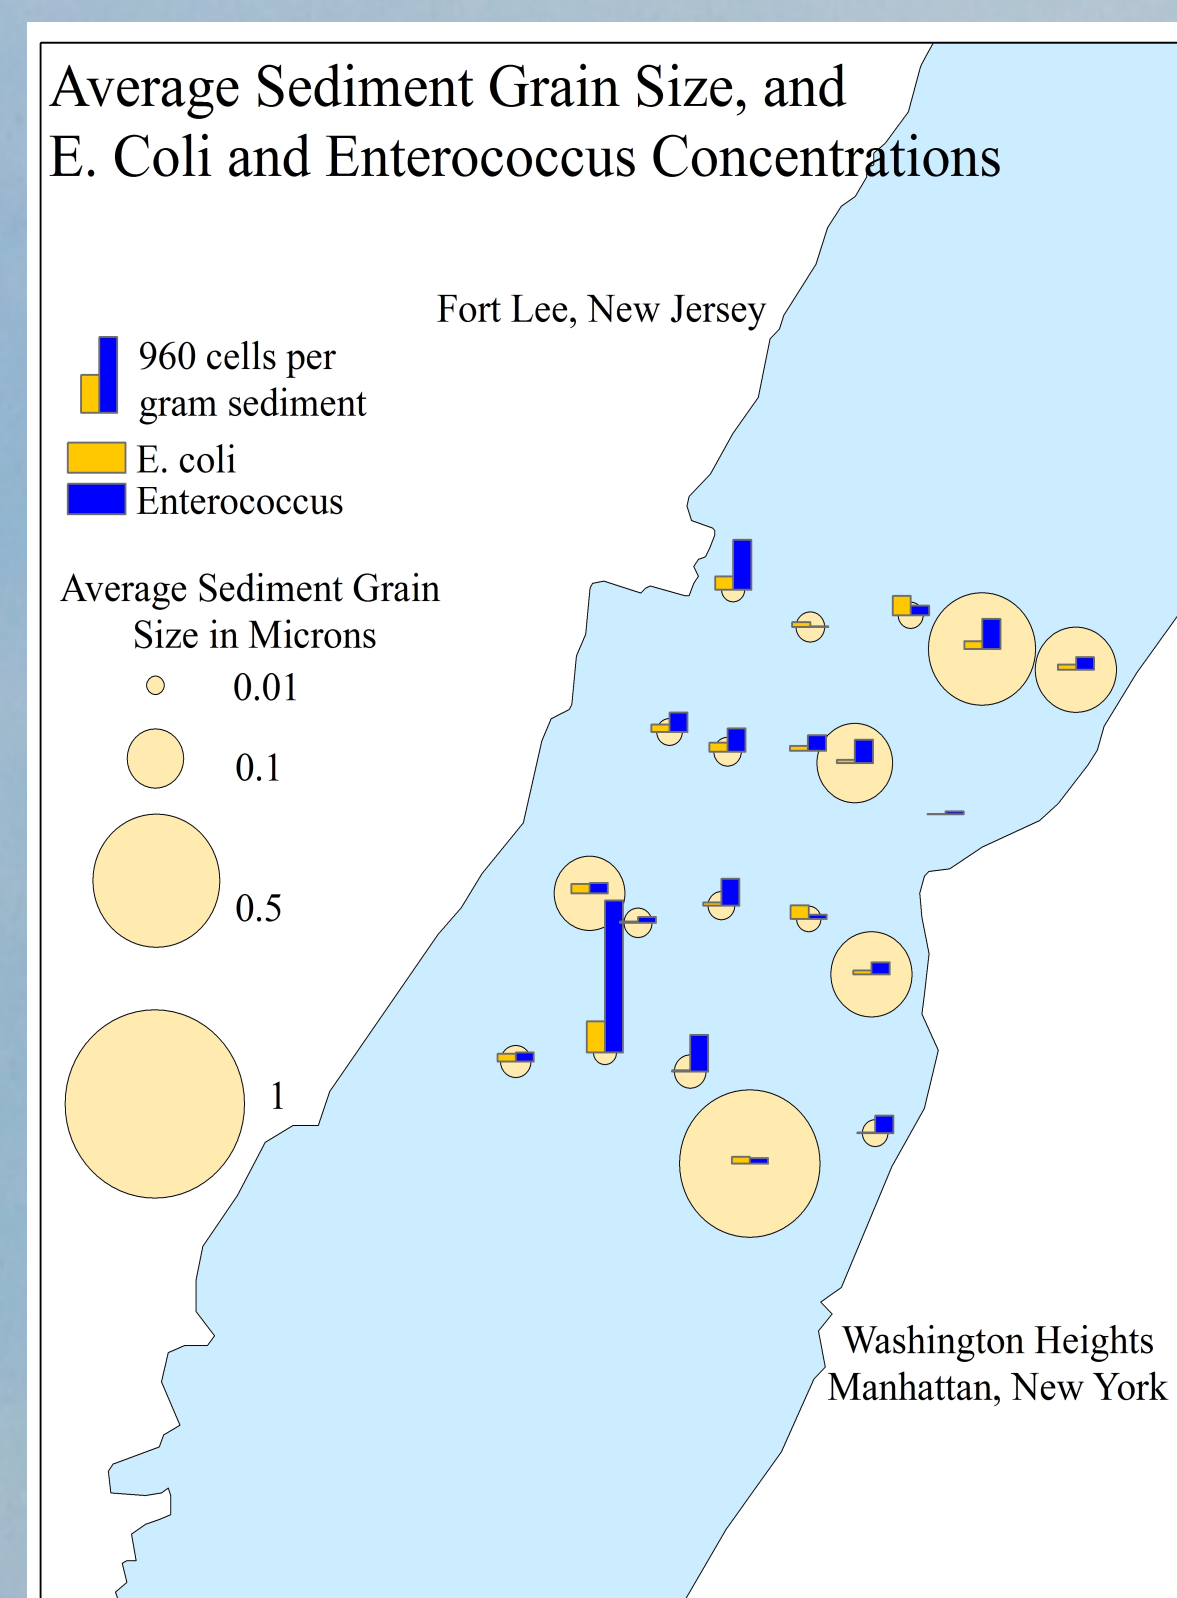 Average Sediment Grain Size, and
E. Coli and Enterococcus Concentrations
Fort Lee, New Jersey
960 cells per
gram sediment
E. coli
Enterococcus
Average Sediment Grain
Size in Microns
0.01
0.1
0.5
1
Washington Heights
Manhattan, New York